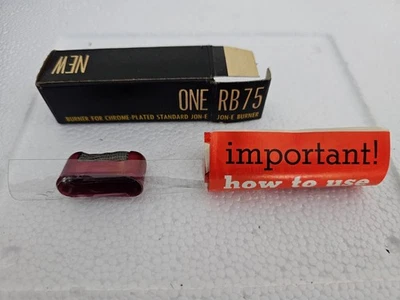 NEW
ONE RB75
BURNER FOR CHROME-PLATED STANDARD JON-E JON-E BURNER
important!
how to use